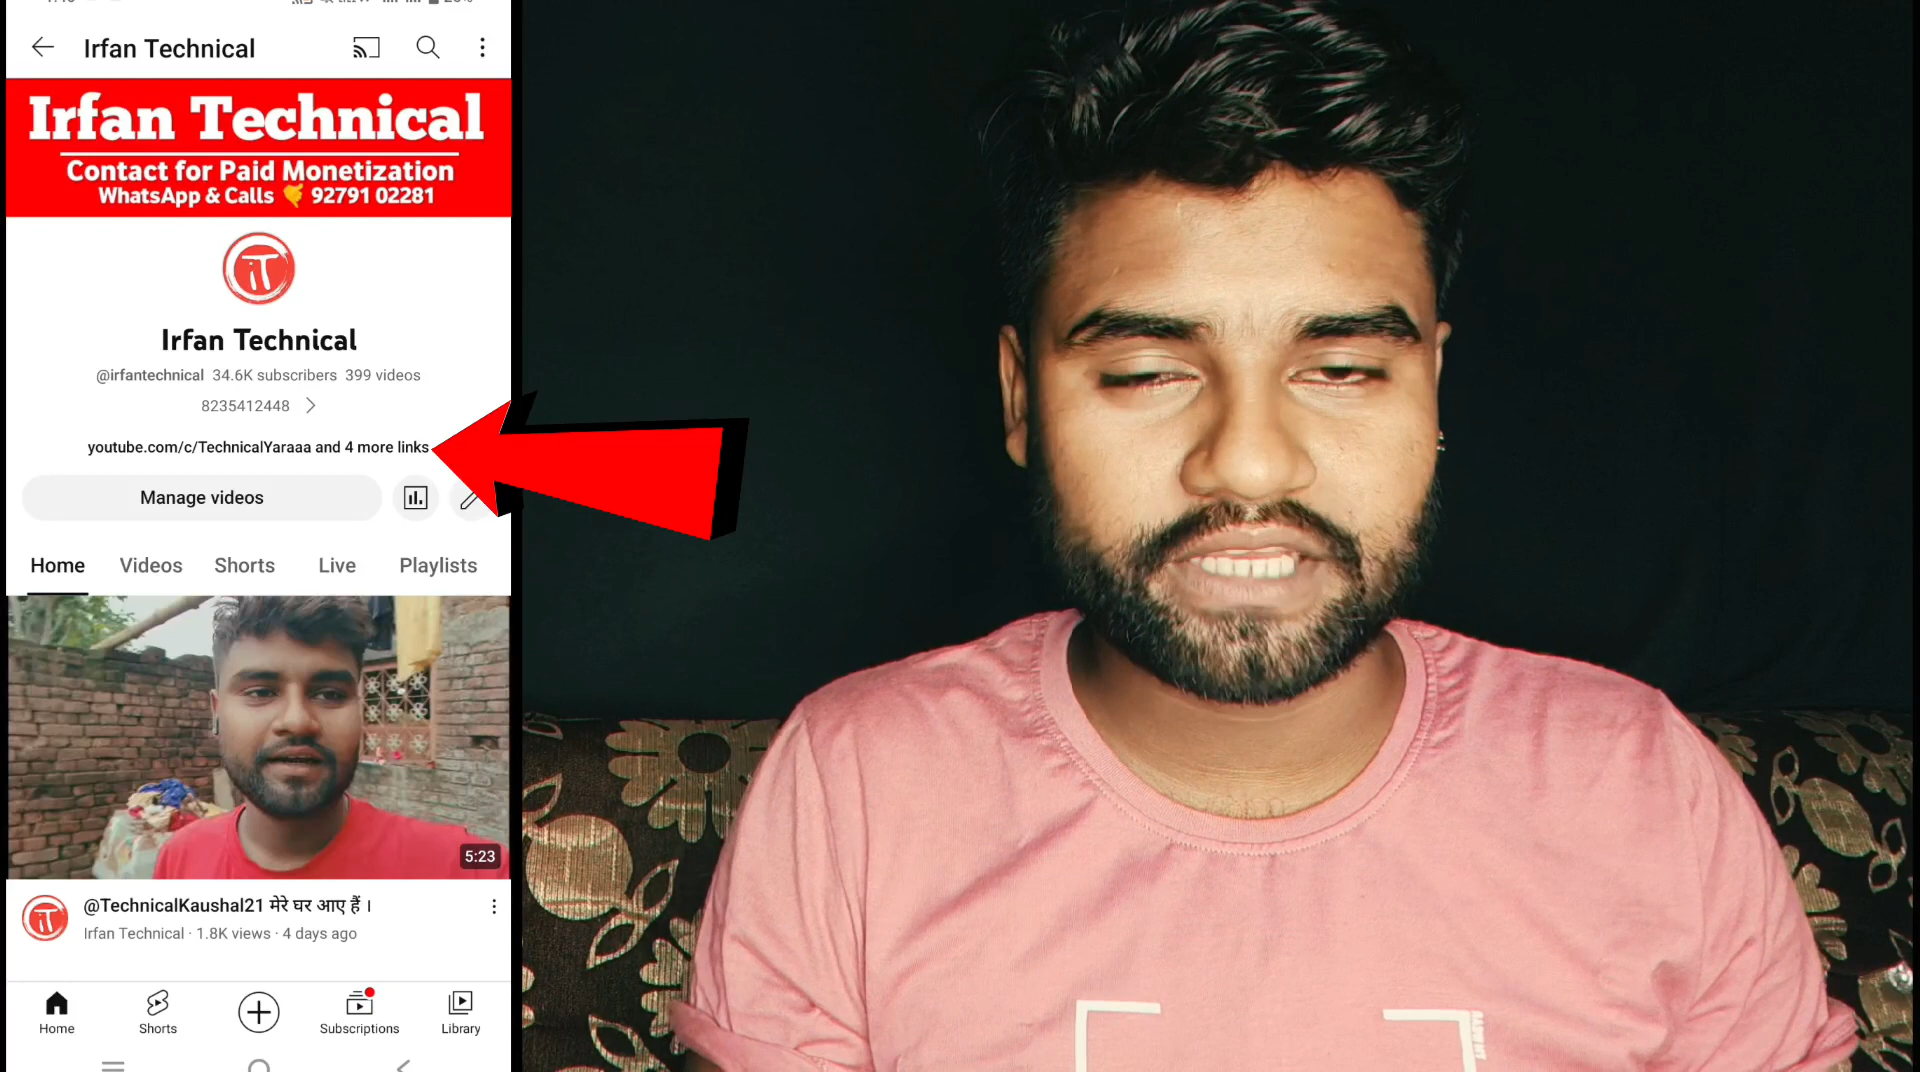 Irfan Technical
Irfan Technical
Contact for Paid Monetization
WhatsApp & Calls 92791 02281
iT
Irfan Technical
@irfantechnical 34.6K subscribers 399 videos
8235412448
youtube.com/c/TechnicalYaraaa and 4 more links
Manage videos
Home Videos Shorts Live Playlists
5:23
iT
@TechnicalKaushal21 मेरे घर आए हैं ।
Irfan Technical · 1.8K views · 4 days ago
Home Shorts Subscriptions Library